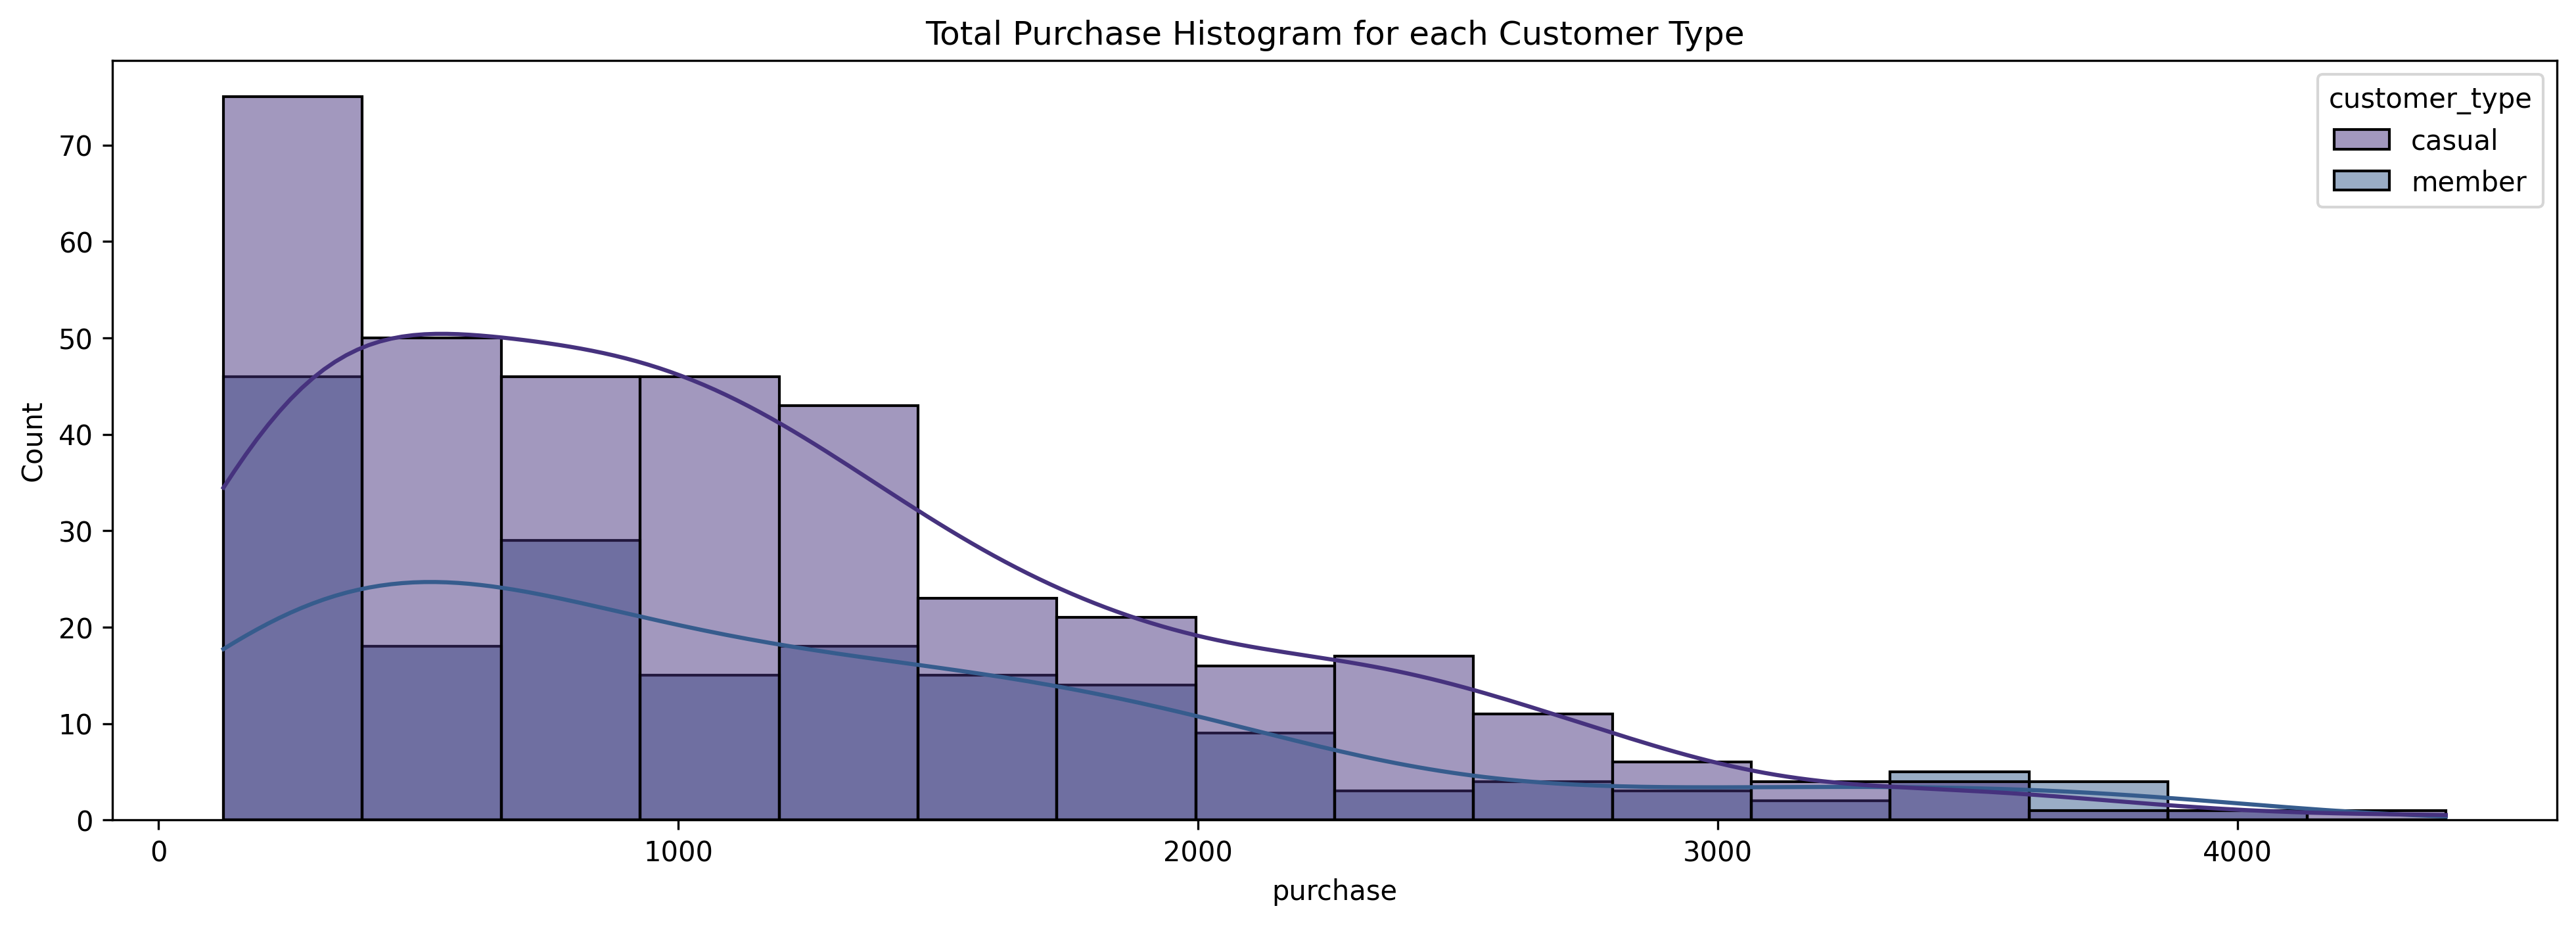 Total Purchase Histogram for each Customer Type
customer_type
casual
member
70
60
50
40
30
20
10
0
Count
0 1000 2000 3000 4000
purchase